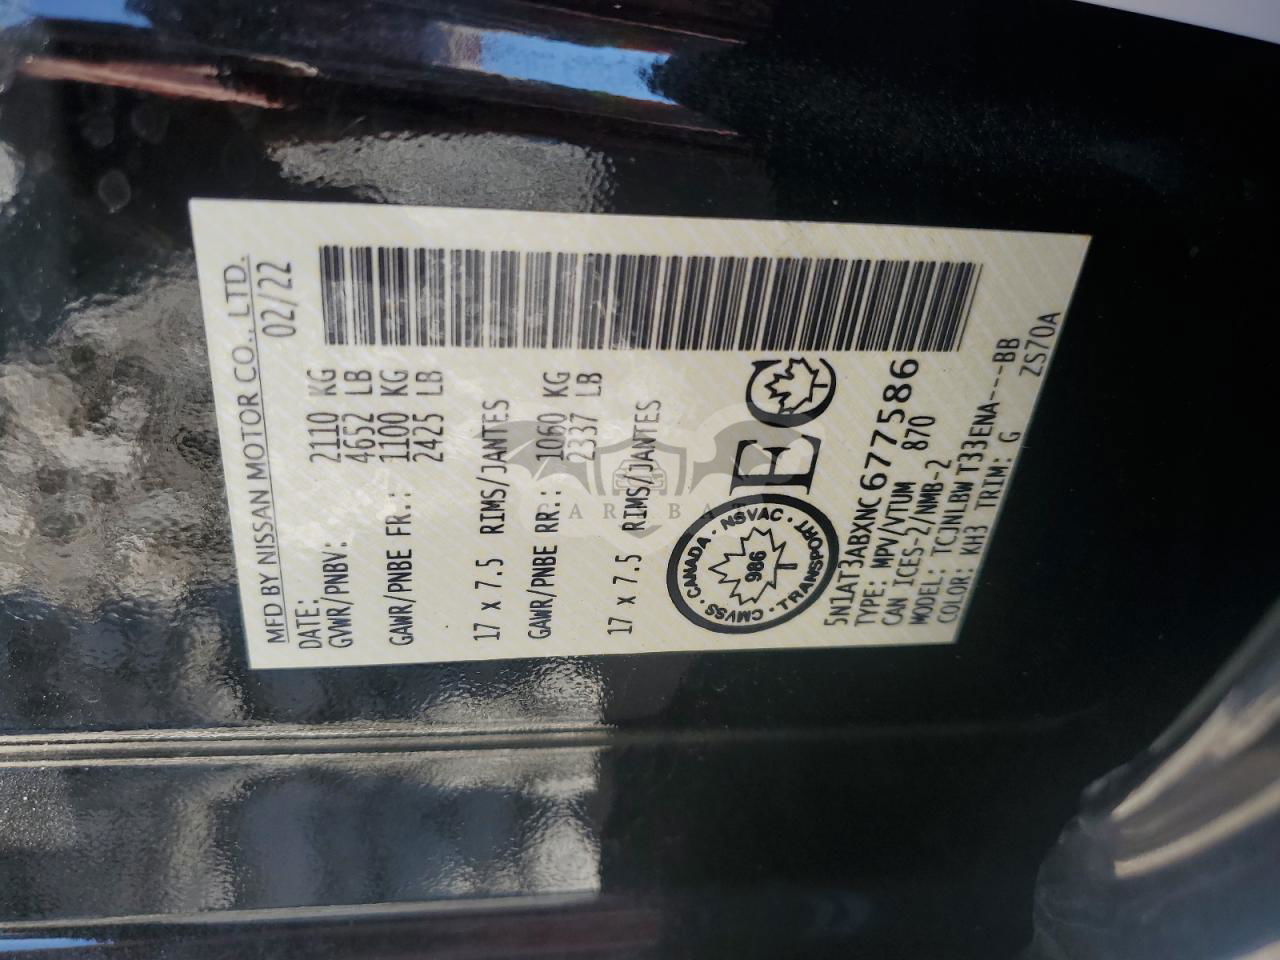 MFD BY NISSAN MOTOR CO., LTD.
DATE: 02/22
GVWR/PNBV: 2110 KG
4652 LB
GAWR/PNBE FR.: 1100 KG
2425 LB
17 x 7.5 RIMS/JANTES
GAWR/PNBE RR.: 1060 KG
2337 LB
17 x 7.5 RIMS/JANTES
CANADA · NSVAC · TRANSPORT · CMVSS ·
986
EC
5N1AT3ABXNC677586
TYPE: MPV/VTUM 870
CAN ICES-2/NMB-2
MODEL: TCJNLBWT33ENA---BB
COLOR: KH3 TRIM: G ZS70A